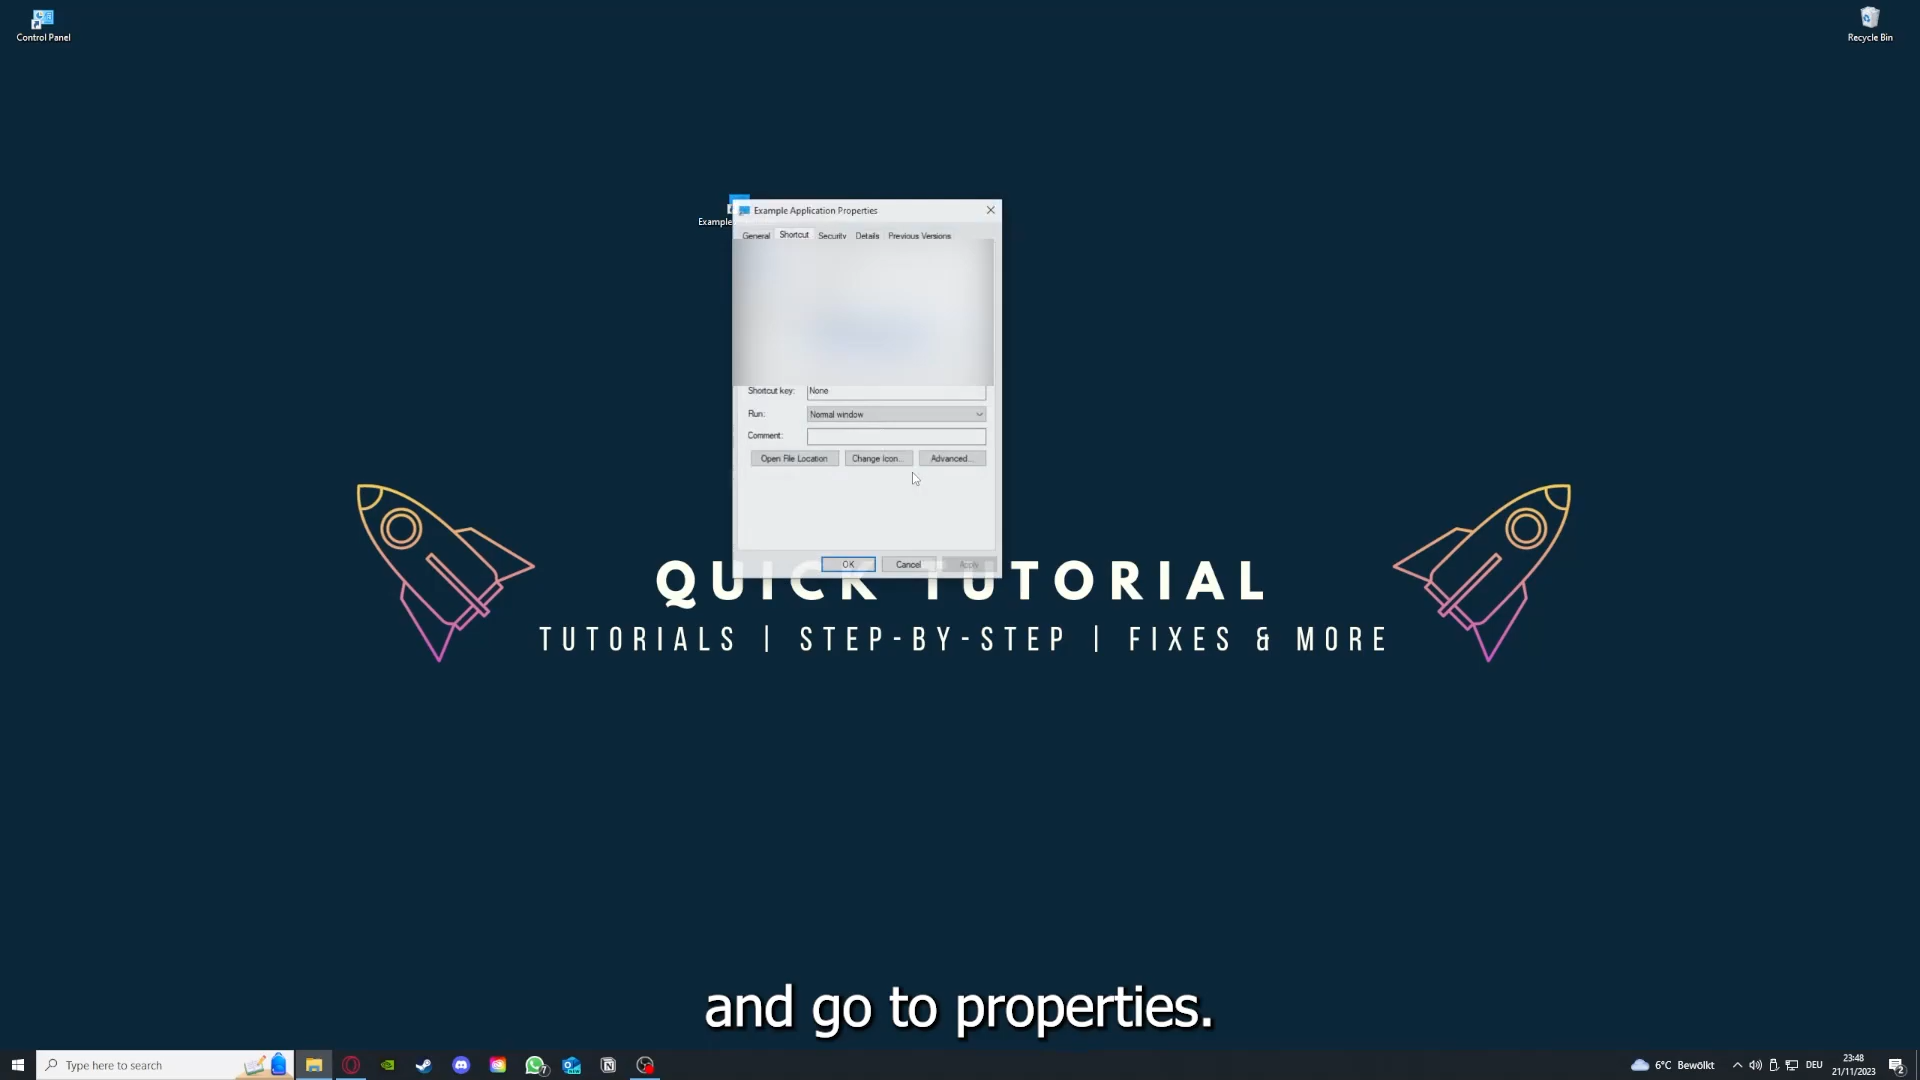 Control Panel
Recycle Bin
Example
Example Application Properties
General Shortcut Security Details Previous Versions
Shortcut key: None
Run: Normal window
Comment:
Open File Location Change Icon... Advanced...
OK Cancel Apply
QUICK TUTORIAL
TUTORIALS | STEP-BY-STEP | FIXES & MORE
and go to properties.
Type here to search
7
6°C Bewölkt
DEU
23:48
21/11/2023
2